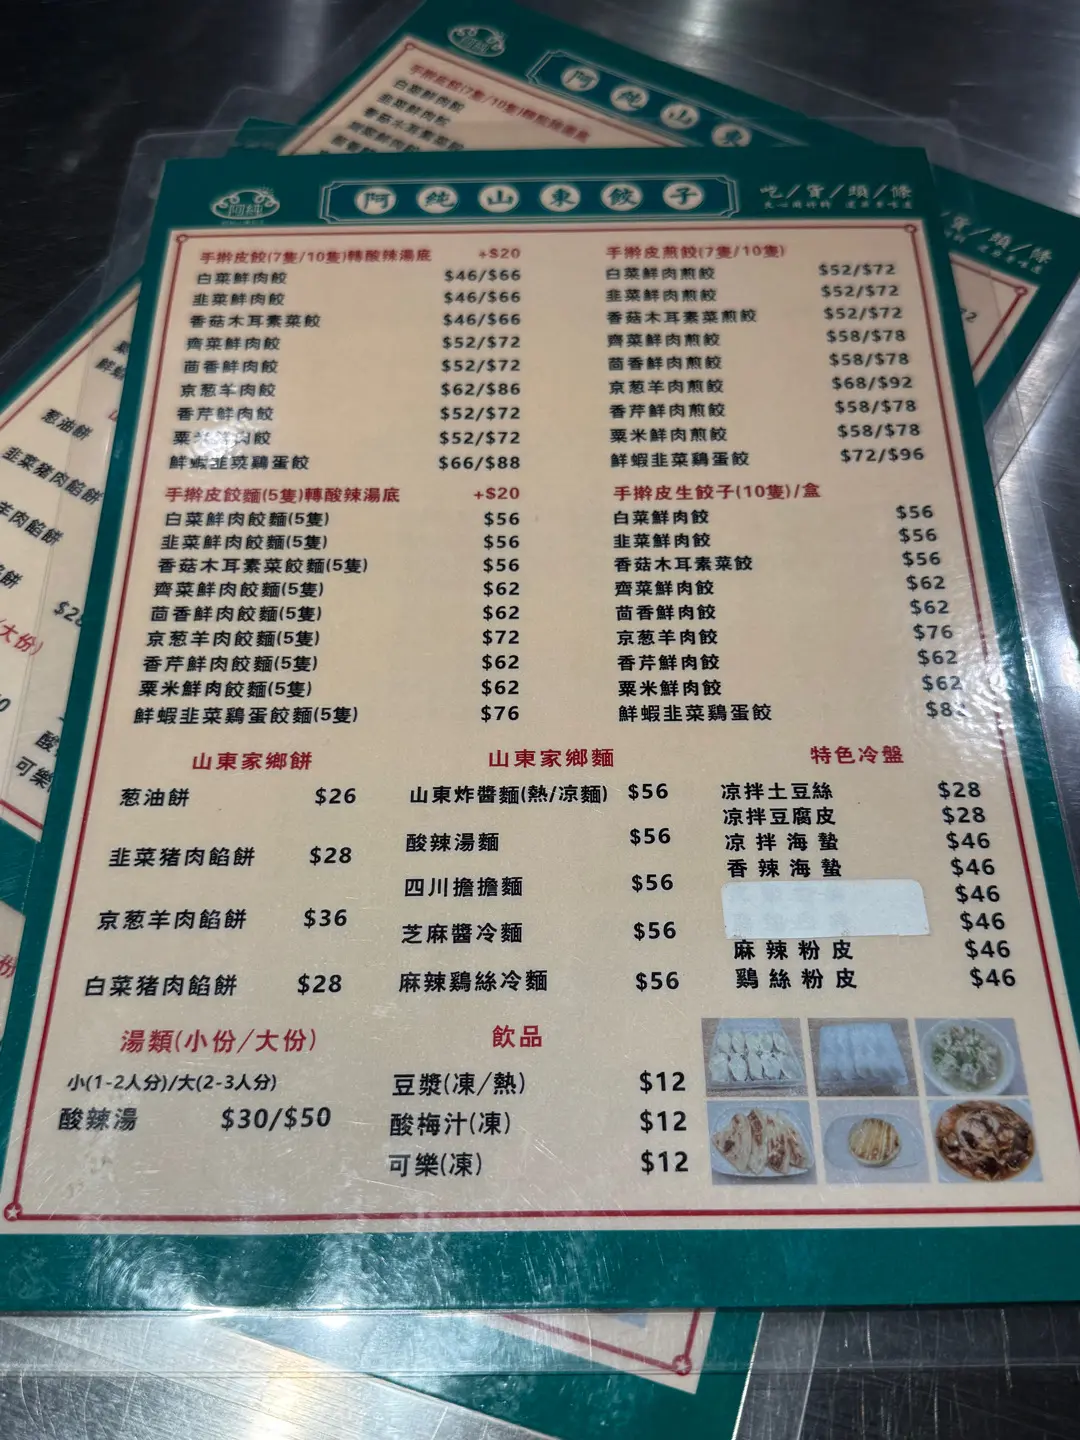 阿純
阿純山東餃子
吃/貨/頭/條
手擀皮餃(7隻/10隻)轉酸辣湯底 +$20
白菜鮮肉餃 $46/$66
韭菜鮮肉餃 $46/$66
香菇木耳素菜餃 $46/$66
齊菜鮮肉餃 $52/$72
茴香鮮肉餃 $52/$72
京葱羊肉餃 $62/$86
香芹鮮肉餃 $52/$72
粟米鮮肉餃 $52/$72
鮮蝦韭菜鷄蛋餃 $66/$88
手擀皮煎餃(7隻/10隻)
白菜鮮肉煎餃 $52/$72
韭菜鮮肉煎餃 $52/$72
香菇木耳素菜煎餃 $52/$72
齊菜鮮肉煎餃 $58/$78
茴香鮮肉煎餃 $58/$78
京葱羊肉煎餃 $68/$92
香芹鮮肉煎餃 $58/$78
粟米鮮肉煎餃 $58/$78
鮮蝦韭菜鷄蛋餃 $72/$96
手擀皮餃麵(5隻)轉酸辣湯底 +$20
白菜鮮肉餃麵(5隻) $56
韭菜鮮肉餃麵(5隻) $56
香菇木耳素菜餃麵(5隻) $56
齊菜鮮肉餃麵(5隻) $62
茴香鮮肉餃麵(5隻) $62
京葱羊肉餃麵(5隻) $72
香芹鮮肉餃麵(5隻) $62
粟米鮮肉餃麵(5隻) $62
鮮蝦韭菜鷄蛋餃麵(5隻) $76
手擀皮生餃子(10隻)/盒
白菜鮮肉餃 $56
韭菜鮮肉餃 $56
香菇木耳素菜餃 $56
齊菜鮮肉餃 $62
茴香鮮肉餃 $62
京葱羊肉餃 $76
香芹鮮肉餃 $62
粟米鮮肉餃 $62
鮮蝦韭菜鷄蛋餃
山東家鄉餅
葱油餅 $26
韭菜猪肉餡餅 $28
京葱羊肉餡餅 $36
白菜猪肉餡餅 $28
山東家鄉麵
山東炸醬麵(熱/凉麵) $56
酸辣湯麵 $56
四川擔擔麵 $56
芝麻醬冷麵 $56
麻辣鷄絲冷麵 $56
特色冷盤
凉拌土豆絲 $28
凉拌豆腐皮 $28
凉拌海蟄 $46
香辣海蟄 $46
$46
$46
麻辣粉皮 $46
鷄絲粉皮 $46
湯類(小份/大份)
小(1-2人分)/大(2-3人分)
酸辣湯 $30/$50
飲品
豆漿(凍/熱) $12
酸梅汁(凍) $12
可樂(凍) $12